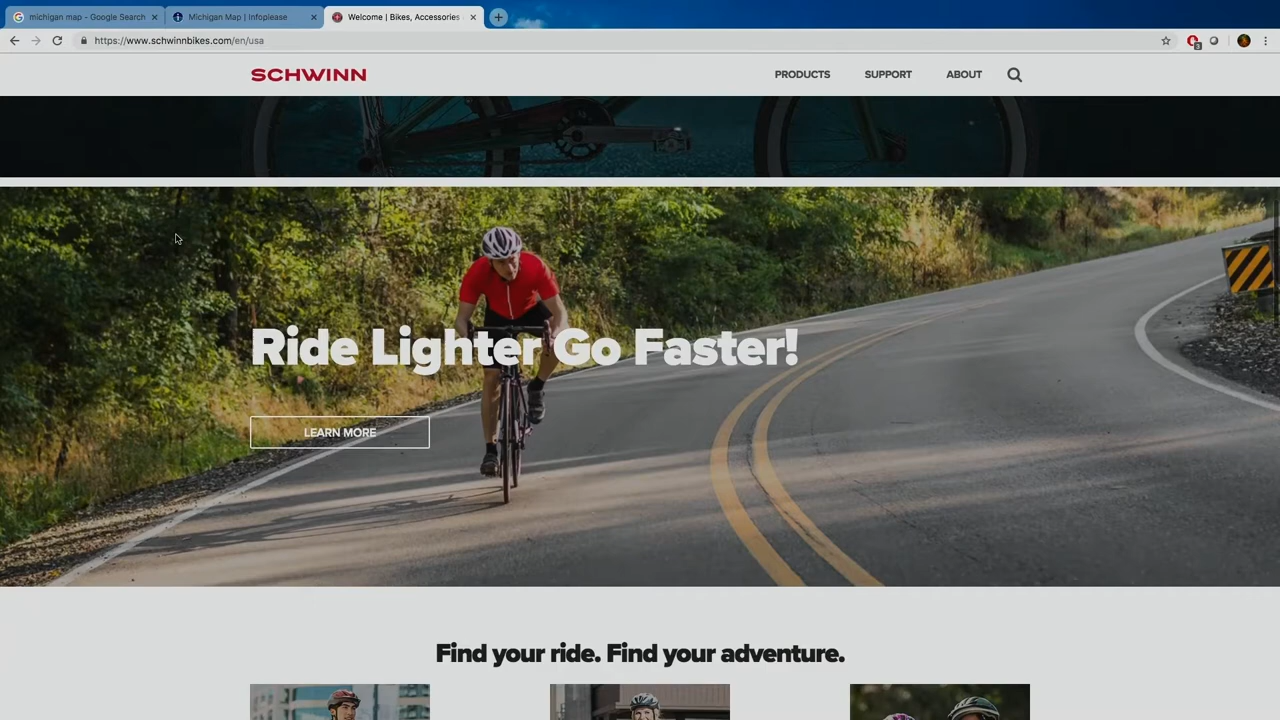 michigan map - Google Search
Michigan Map | Infoplease
Welcome | Bikes, Accessories
https://www.schwinnbikes.com/en/usa
3
SCHWINN
PRODUCTS
SUPPORT
ABOUT
Ride Lighter Go Faster!
LEARN MORE
Find your ride. Find your adventure.